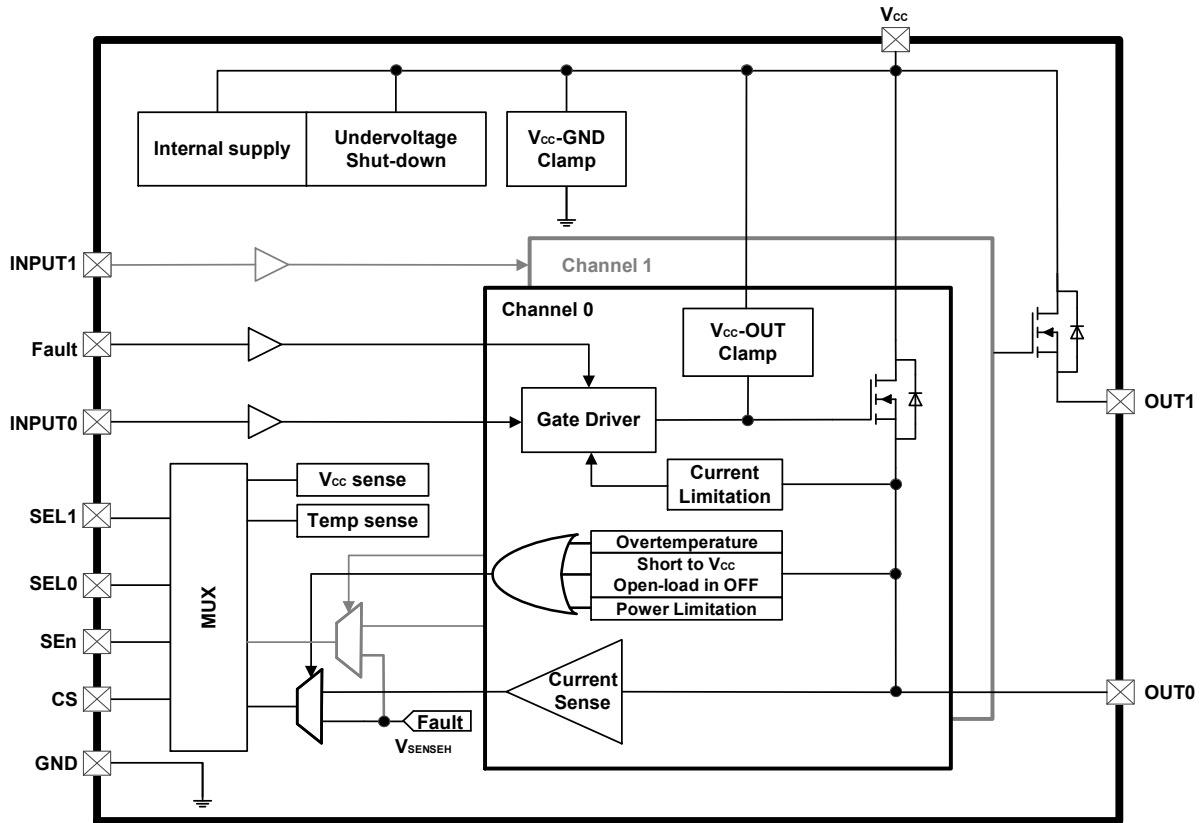 VCC
Internal supply
Undervoltage
Shut-down
VCC-GND
Clamp
INPUT1
Channel 1
Channel 0
Fault
VCC-OUT
Clamp
INPUT0
Gate Driver
OUT1
Current
Limitation
VCC sense
SEL1
Temp sense
Overtemperature
Short to VCC
Open-load in OFF
Power Limitation
SEL0
MUX
SEn
CS
Current
Sense
OUT0
Fault
VSENSEH
GND